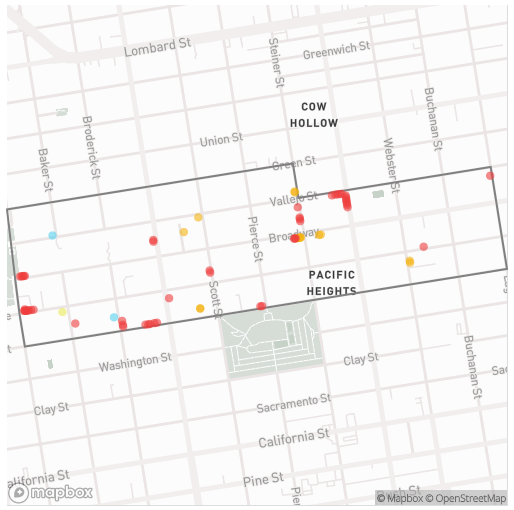 Lombard St
Steiner St
Greenwich St
COW
HOLLOW
Buchanan St
Broderick St
Union St
Baker St
Green St
Webster St
Vallejo St
Pierce St
Broadway
PACIFIC
HEIGHTS
Scott St
Washington St
Clay St
Buchanan St
Clay St
Sacramento St
California St
California St
Pine St
mapbox
© Mapbox © OpenStreetMap